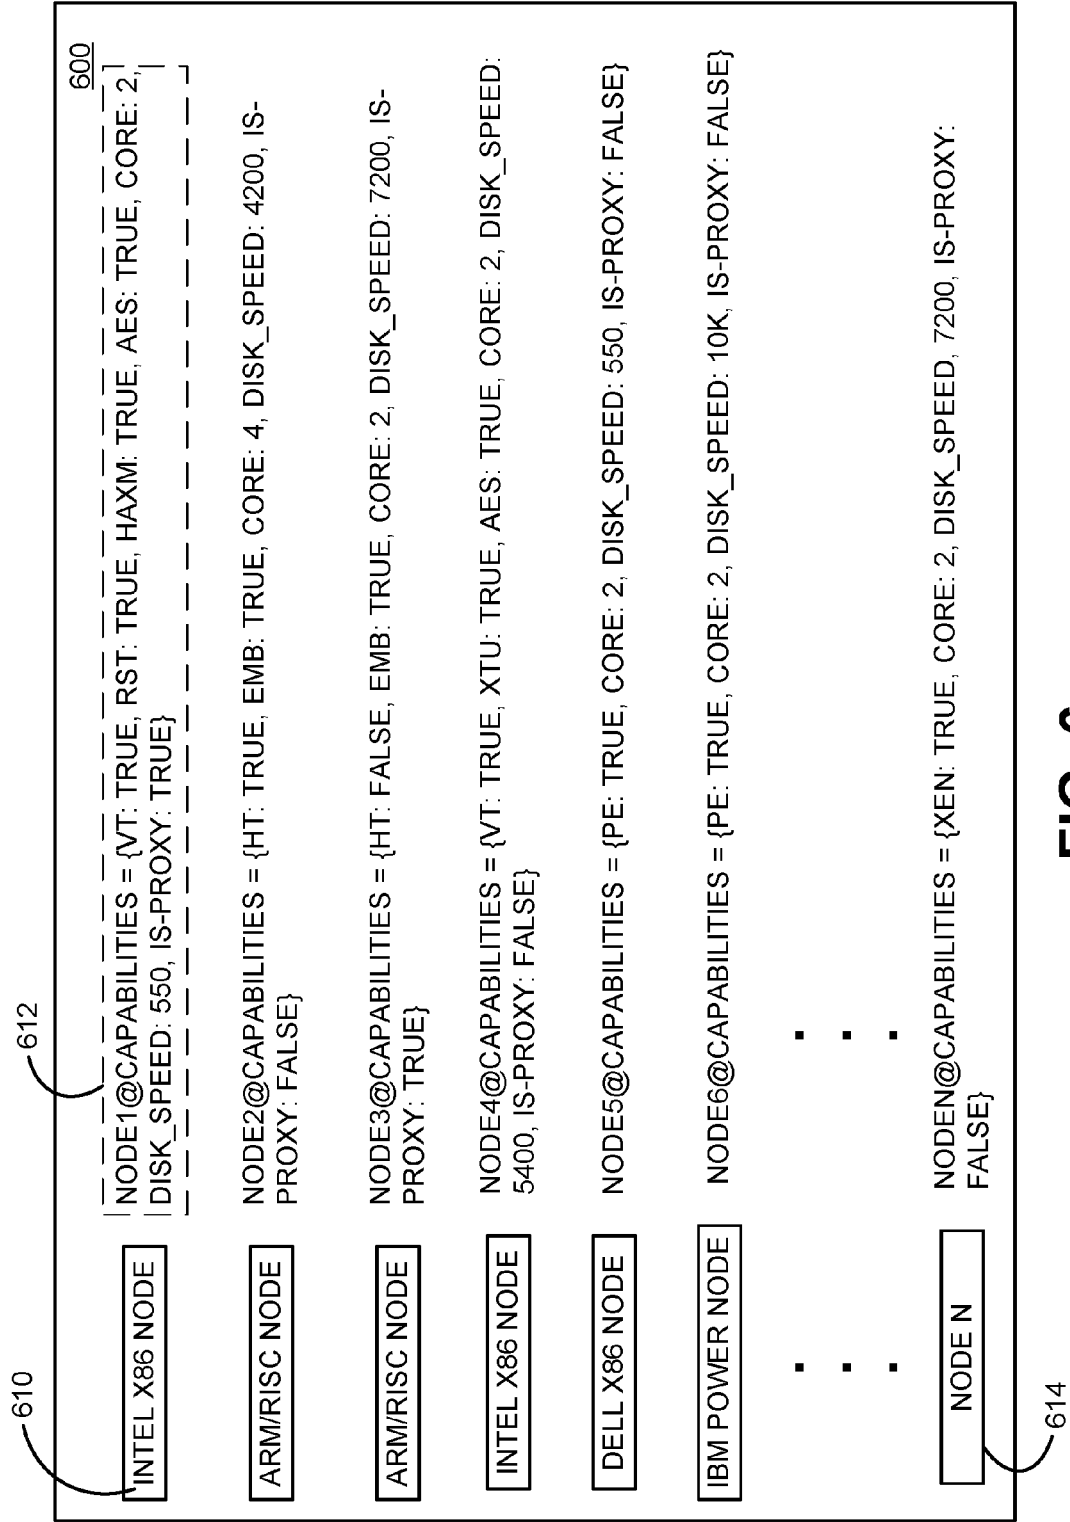 600
610
612
INTEL X86 NODE
NODE1@CAPABILITIES = {VT: TRUE, RST: TRUE, HAXM: TRUE, AES: TRUE, CORE: 2,
DISK_SPEED: 550, IS-PROXY: TRUE}
ARM/RISC NODE
NODE2@CAPABILITIES = {HT: TRUE, EMB: TRUE, CORE: 4, DISK_SPEED: 4200, IS-
PROXY: FALSE}
ARM/RISC NODE
NODE3@CAPABILITIES = {HT: FALSE, EMB: TRUE, CORE: 2, DISK_SPEED: 7200, IS-
PROXY: TRUE}
INTEL X86 NODE
NODE4@CAPABILITIES = {VT: TRUE, XTU: TRUE, AES: TRUE, CORE: 2, DISK_SPEED:
5400, IS-PROXY: FALSE}
DELL X86 NODE
NODE5@CAPABILITIES = {PE: TRUE, CORE: 2, DISK_SPEED: 550, IS-PROXY: FALSE}
IBM POWER NODE
NODE6@CAPABILITIES = {PE: TRUE, CORE: 2, DISK_SPEED: 10K, IS-PROXY: FALSE}
. . .
. . .
NODE N
NODEN@CAPABILITIES = {XEN: TRUE, CORE: 2, DISK_SPEED, 7200, IS-PROXY:
FALSE}
614